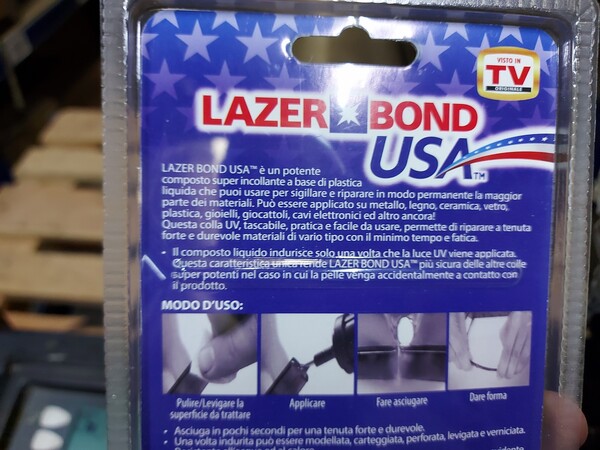 VISTO IN
TV
ORIGINALE
LAZER BOND
USA™
LAZER BOND USA™ è un potente
composto super incollante a base di plastica
liquida che puoi usare per sigillare e riparare in modo permanente la maggior
parte dei materiali. Può essere applicato su metallo, legno, ceramica, vetro,
plastica, gioielli, giocattoli, cavi elettronici ed altro ancora!
Questa colla UV, tascabile, pratica e facile da usare, permette di riparare a tenuta
forte e durevole materiali di vario tipo con il minimo tempo e fatica.
• Il composto liquido indurisce solo una volta che la luce UV viene applicata.
Questa caratteristica unica rende LAZER BOND USA™ più sicura delle altre colle
super potenti nel caso in cui la pelle venga accidentalmente a contatto con
il prodotto.
MODO D'USO:
Pulire/Levigare la
superficie da trattare
Applicare
Fare asciugare
Dare forma
• Asciuga in pochi secondi per una tenuta forte e durevole.
• Una volta indurita può essere modellata, carteggiata, perforata, levigata e verniciata.